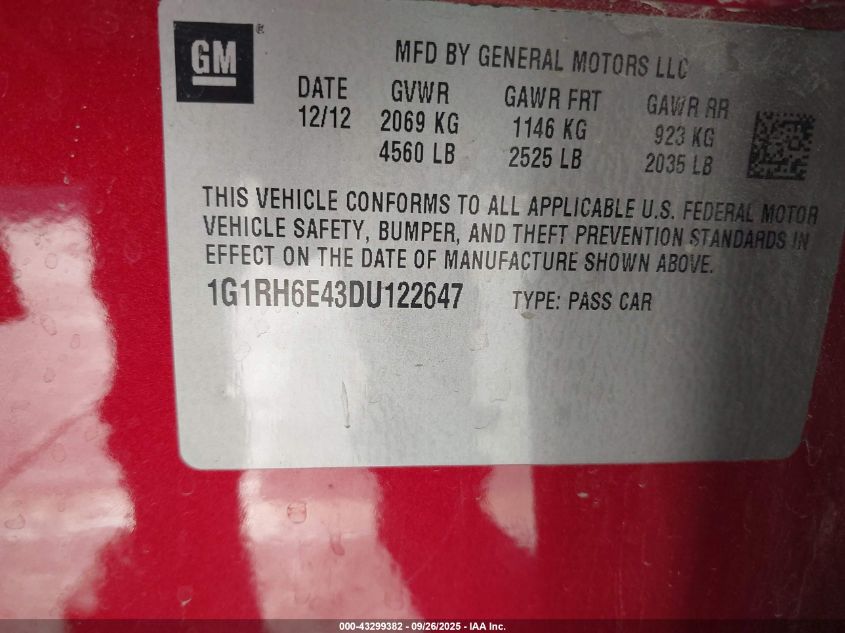 GM®
MFD BY GENERAL MOTORS LLC
DATE GVWR GAWR FRT GAWR RR
12/12 2069 KG 1146 KG 923 KG
4560 LB 2525 LB 2035 LB
THIS VEHICLE CONFORMS TO ALL APPLICABLE U.S. FEDERAL MOTOR
VEHICLE SAFETY, BUMPER, AND THEFT PREVENTION STANDARDS IN
EFFECT ON THE DATE OF MANUFACTURE SHOWN ABOVE.
1G1RH6E43DU122647 TYPE: PASS CAR
000-43299382 - 09/26/2025 - IAA Inc.